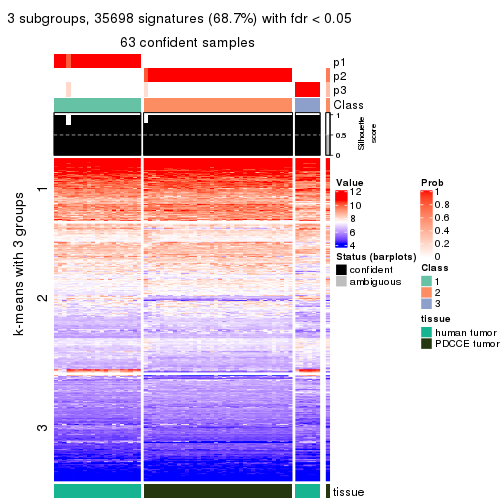 3 subgroups, 35698 signatures (68.7%) with fdr < 0.05
63 confident samples
p1
p2
p3
Class
1
0.5
0
Silhouette
score
k-means with 3 groups
1
2
3
Value
12
10
8
6
4
Status (barplots)
confident
ambiguous
Prob
1
0.8
0.6
0.4
0.2
0
Class
1
2
3
tissue
human tumor
PDCCE tumor
tissue